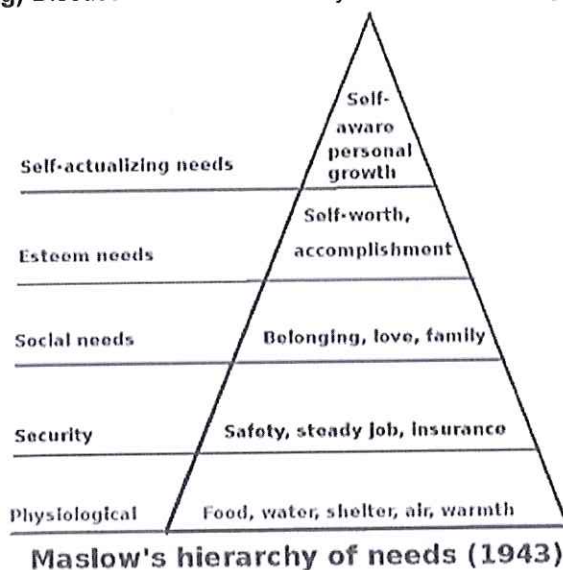 g)
Self-
aware
personal
growth
Self-actualizing needs
Self-worth,
accomplishment
Esteem needs
Social needs
Belonging, love, family
Security
Safety, steady job, insurance
Physiological
Food, water, shelter, air, warmth
Maslow's hierarchy of needs (1943)